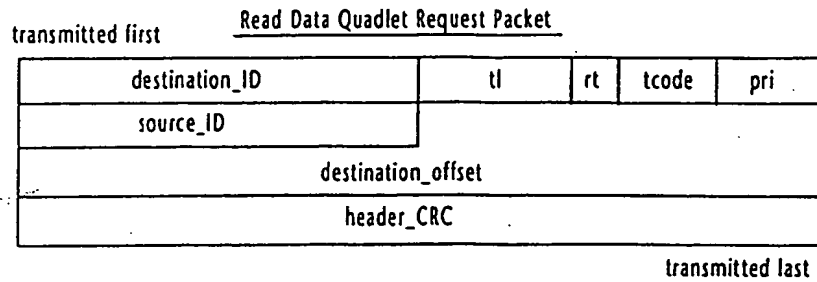 Read Data Quadlet Request Packet
transmitted first
destination_ID tl rt tcode pri
source_ID
destination_offset
header_CRC
transmitted last